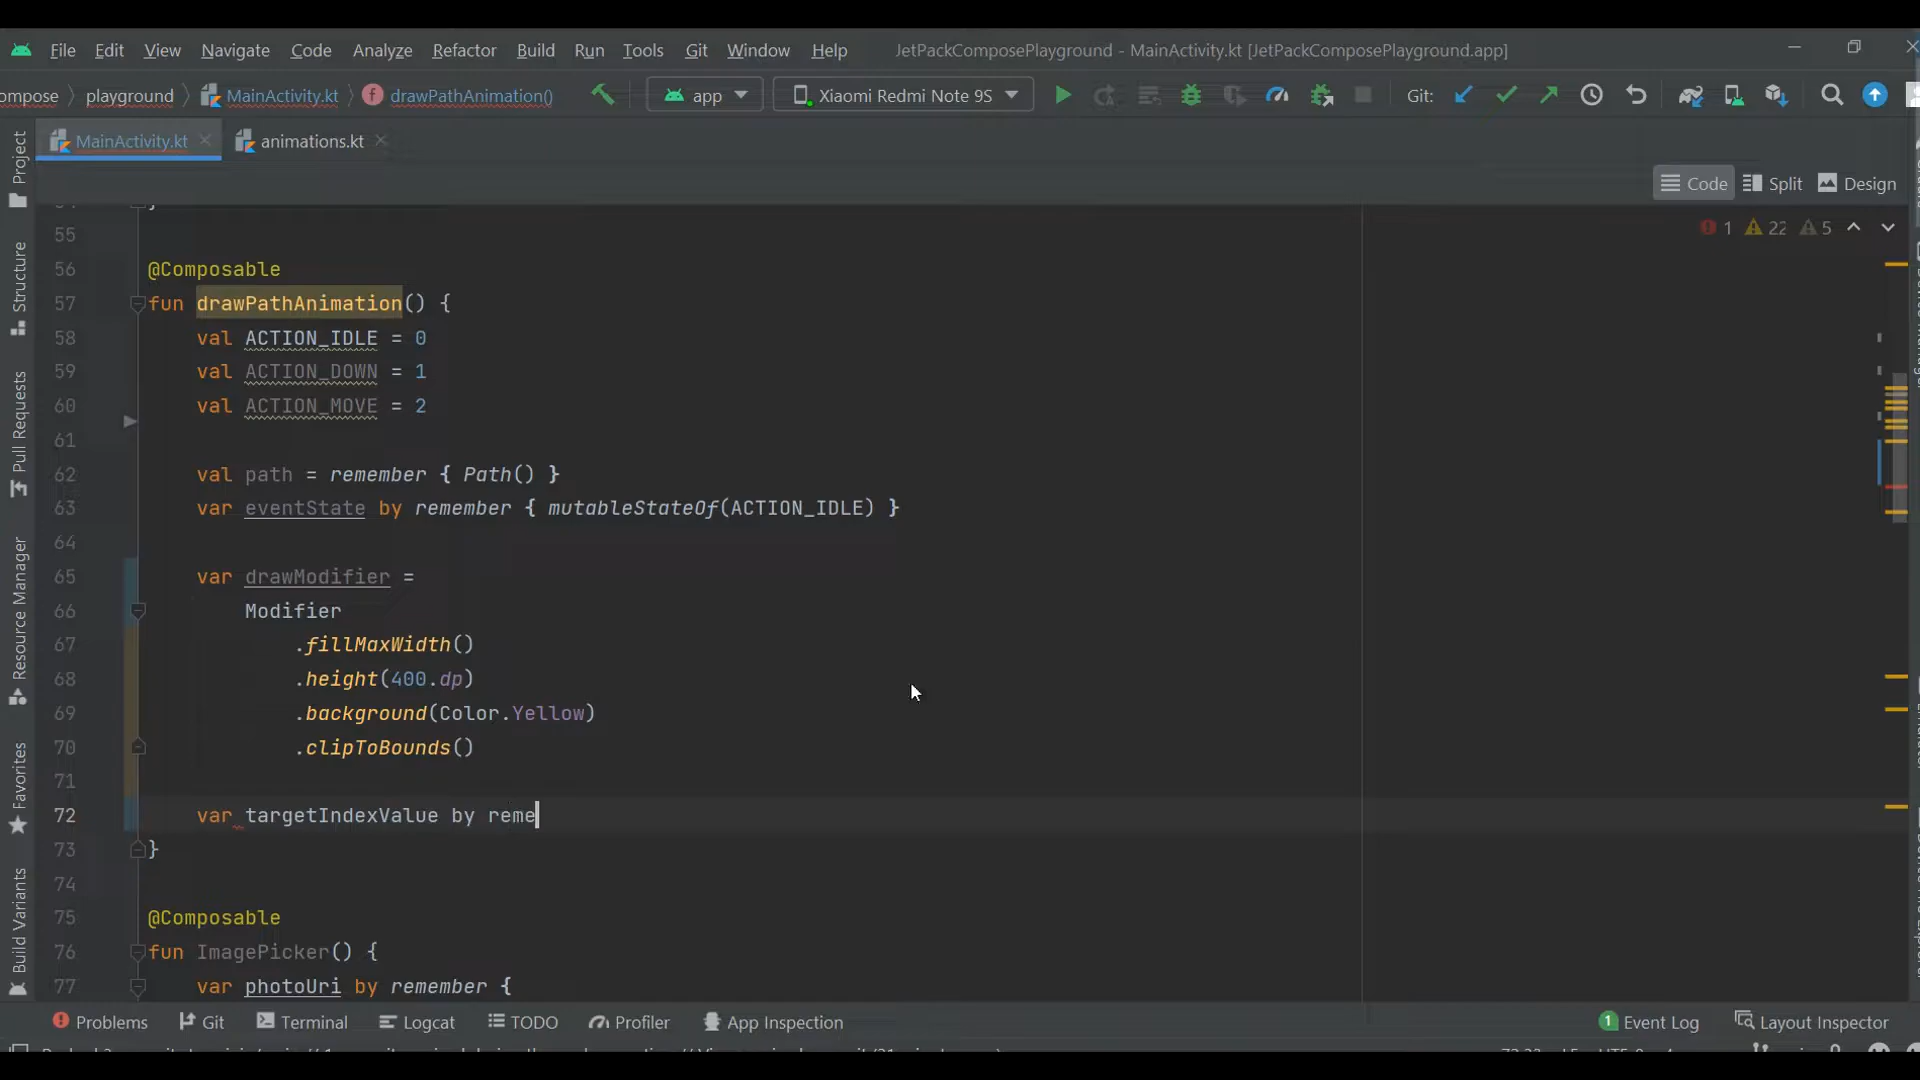 File Edit View Navigate Code Analyze Refactor Build Run Tools Git Window Help JetPackComposePlayground - MainActivity.kt [JetPackComposePlayground.app]
ompose playground MainActivity.kt drawPathAnimation() app Xiaomi Redmi Note 9S Git:
MainActivity.kt animations.kt
Code Split Design
1 22 5
Project
Structure
Pull Requests
Resource Manager
Favorites
Build Variants
55
56 @Composable
57 fun drawPathAnimation() {
58 val ACTION_IDLE = 0
59 val ACTION_DOWN = 1
60 val ACTION_MOVE = 2
61
62 val path = remember { Path() }
63 var eventState by remember { mutableStateOf(ACTION_IDLE) }
64
65 var drawModifier =
66 Modifier
67 .fillMaxWidth()
68 .height(400.dp)
69 .background(Color.Yellow)
70 .clipToBounds()
71
72 var targetIndexValue by reme
73 }
74
75 @Composable
76 fun ImagePicker() {
77 var photoUri by remember {
Problems Git Terminal Logcat TODO Profiler App Inspection 1 Event Log Layout Inspector